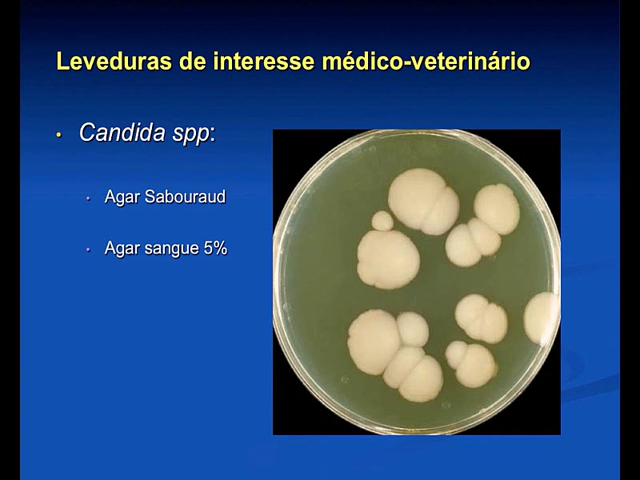 Leveduras de interesse médico-veterinário
• Candida spp:
• Agar Sabouraud
• Agar sangue 5%